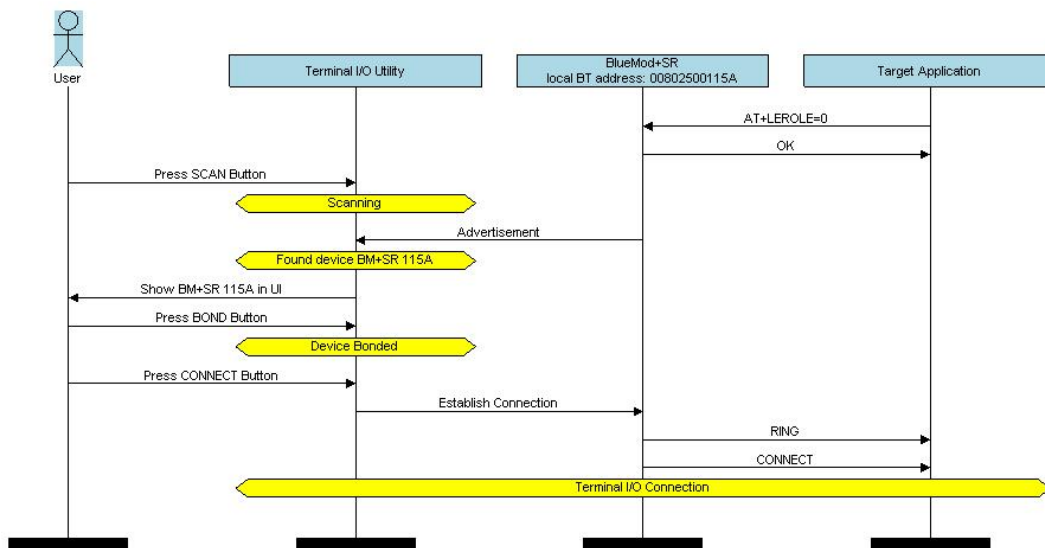 User
Terminal I/O Utility
BlueMod+SR
local BT address: 00802500115A
Target Application
AT+LEROLE=0
OK
Press SCAN Button
Scanning
Advertisement
Found device BM+SR 115A
Show BM+SR 115A in UI
Press BOND Button
Device Bonded
Press CONNECT Button
Establish Connection
RING
CONNECT
Terminal I/O Connection